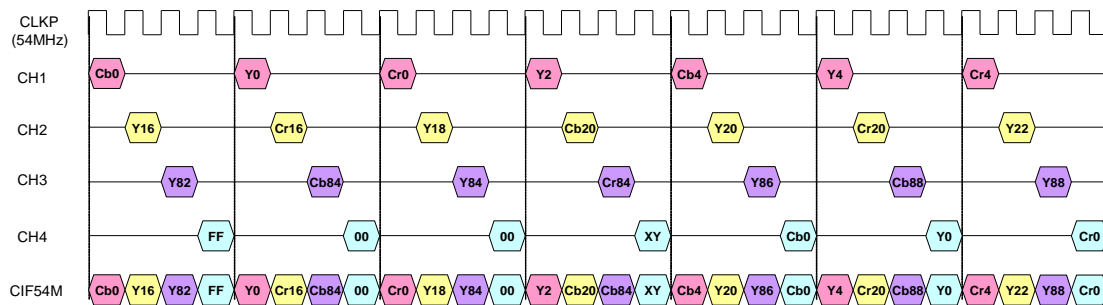 CLKP
(54MHz)
CH1 Cb0 Y0 Cr0 Y2 Cb4 Y4 Cr4
CH2 Y16 Cr16 Y18 Cb20 Y20 Cr20 Y22
CH3 Y82 Cb84 Y84 Cr84 Y86 Cb88 Y88
CH4 FF 00 00 XY Cb0 Y0 Cr0
CIF54M Cb0 Y16 Y82 FF Y0 Cr16 Cb84 00 Cr0 Y18 Y84 00 Y2 Cb20 Cb84 XY Cb4 Y20 Y86 Cb0 Y4 Cr20 Cb88 Y0 Cr4 Y22 Y88 Cr0